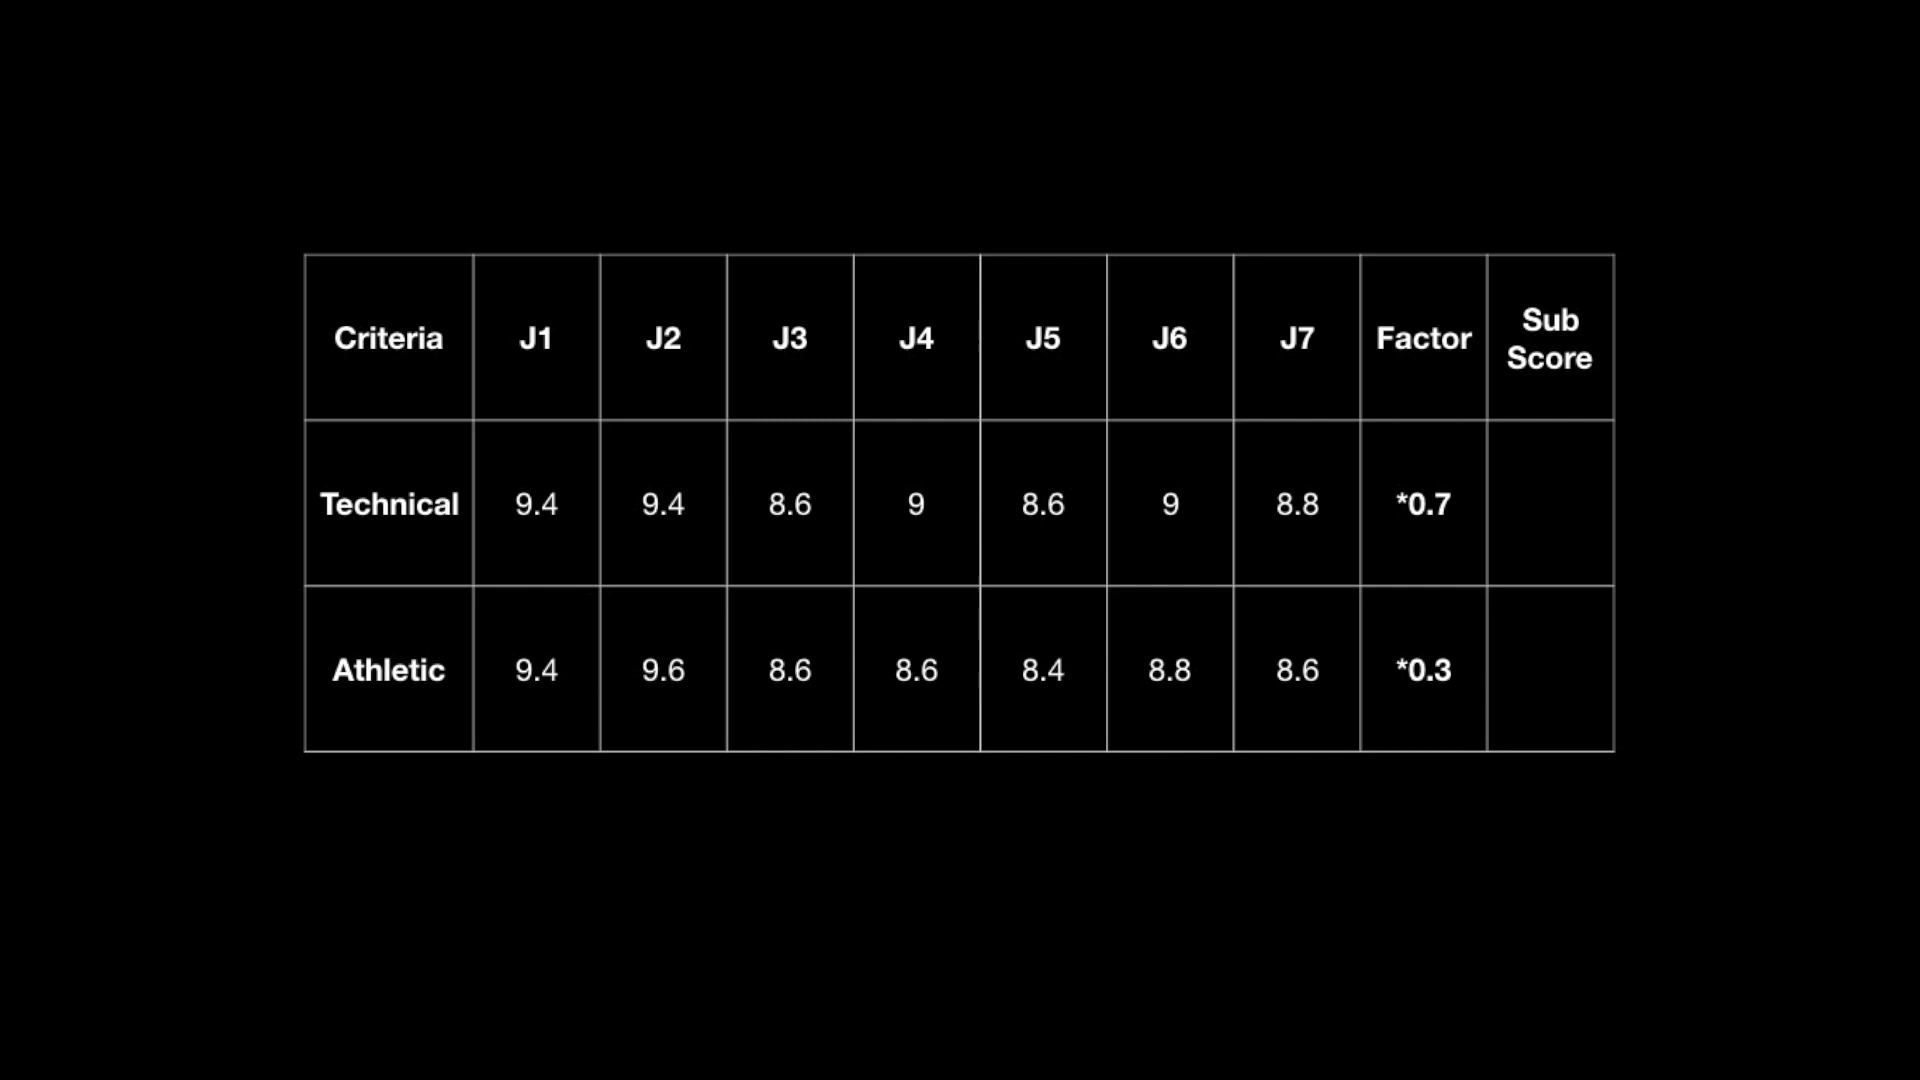 Criteria J1 J2 J3 J4 J5 J6 J7 Factor Sub Score
Technical 9.4 9.4 8.6 9 8.6 9 8.8 *0.7
Athletic 9.4 9.6 8.6 8.6 8.4 8.8 8.6 *0.3